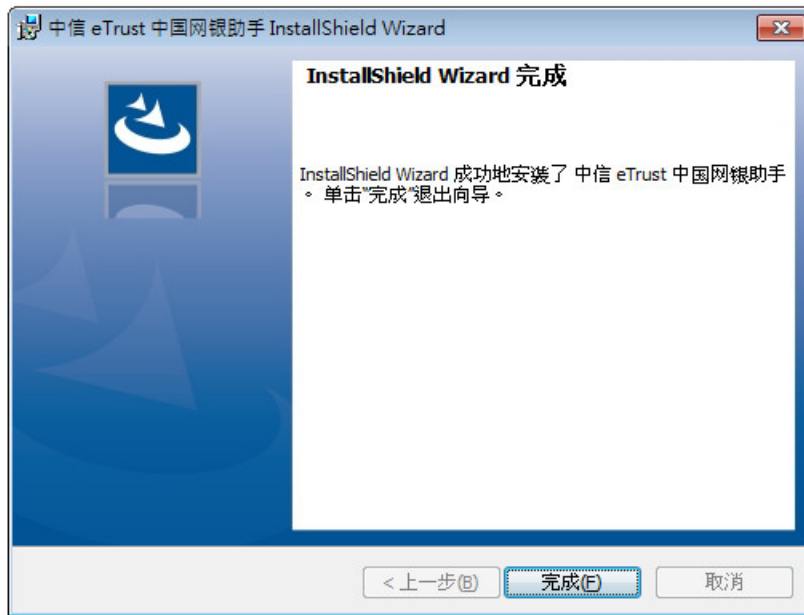 中信 eTrust 中国网银助手 InstallShield Wizard
InstallShield Wizard 完成
InstallShield Wizard 成功地安装了 中信 eTrust 中国网银助手
。 单击"完成"退出向导。
< 上一步(B)
完成(F)
取消